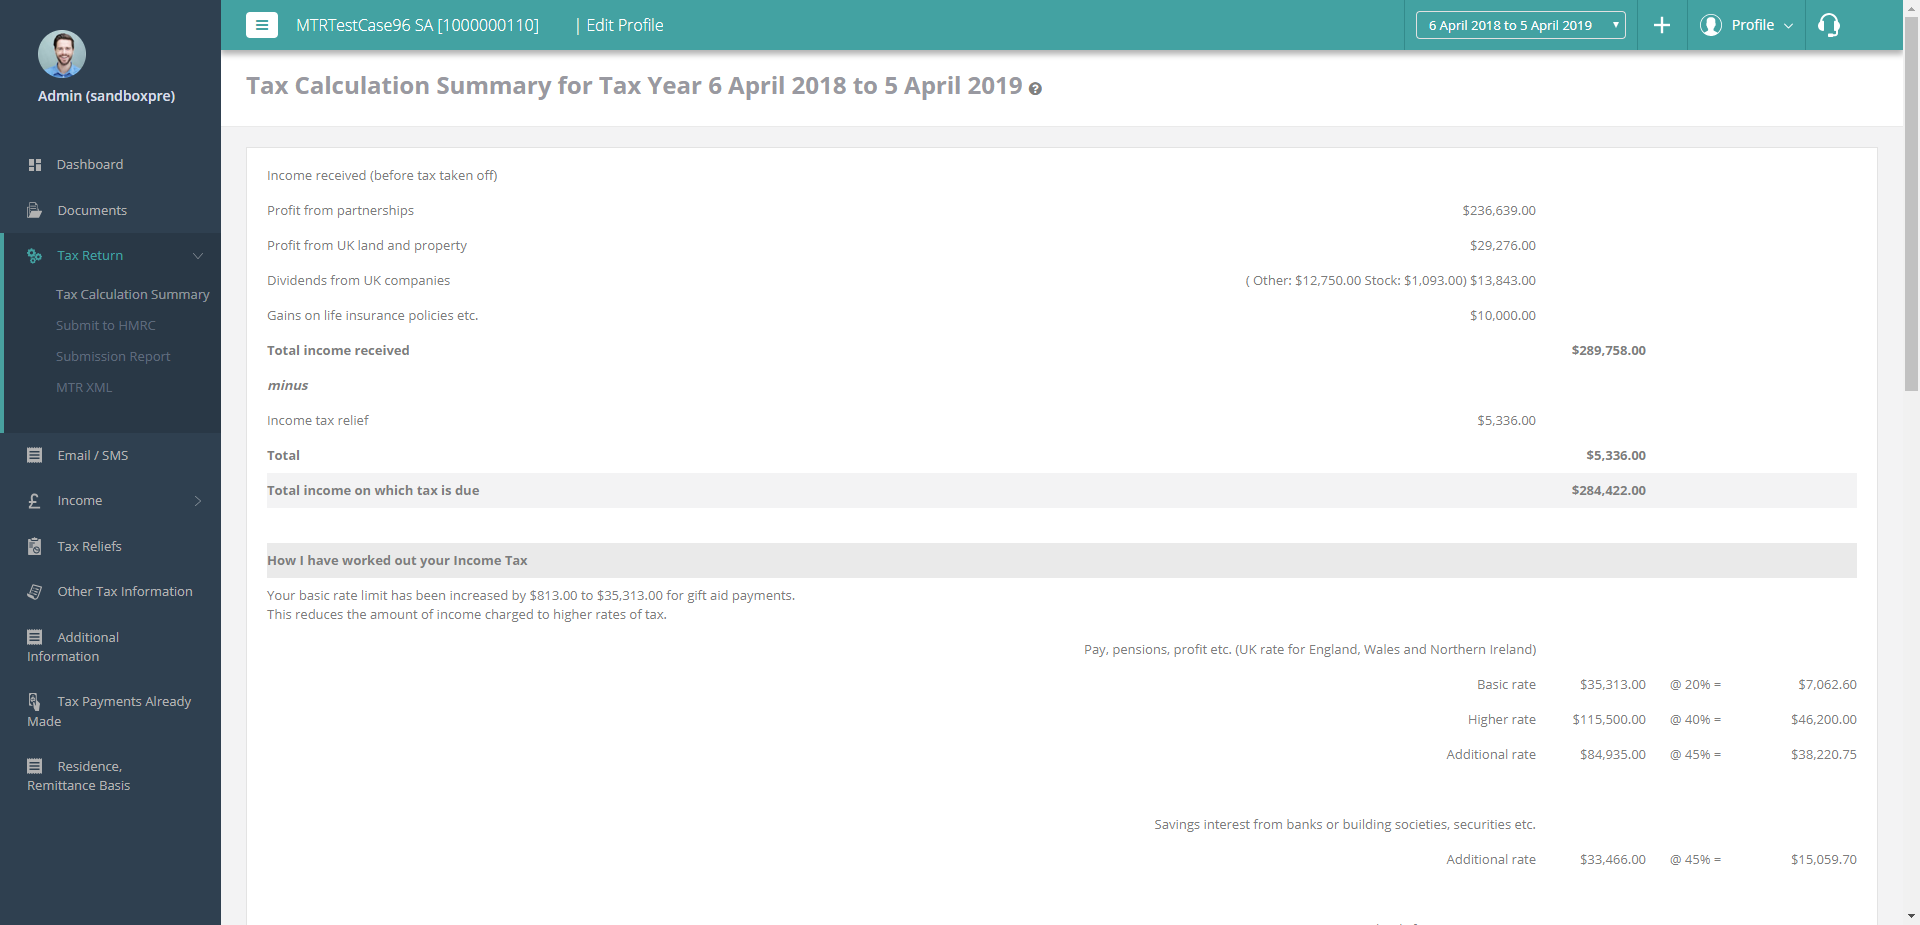 MTRTestCase96 SA [1000000110] | Edit Profile
6 April 2018 to 5 April 2019
Profile
Admin (sandboxpre)
Dashboard
Documents
Tax Return
Tax Calculation Summary
Submit to HMRC
Submission Report
MTR XML
Email / SMS
Income
Tax Reliefs
Other Tax Information
Additional
Information
Tax Payments Already
Made
Residence,
Remittance Basis
Tax Calculation Summary for Tax Year 6 April 2018 to 5 April 2019 ?
Income received (before tax taken off)
Profit from partnerships $236,639.00
Profit from UK land and property $29,276.00
Dividends from UK companies ( Other: $12,750.00 Stock: $1,093.00) $13,843.00
Gains on life insurance policies etc. $10,000.00
Total income received $289,758.00
minus
Income tax relief $5,336.00
Total $5,336.00
Total income on which tax is due $284,422.00
How I have worked out your Income Tax
Your basic rate limit has been increased by $813.00 to $35,313.00 for gift aid payments.
This reduces the amount of income charged to higher rates of tax.
Pay, pensions, profit etc. (UK rate for England, Wales and Northern Ireland)
Basic rate $35,313.00 @ 20% = $7,062.60
Higher rate $115,500.00 @ 40% = $46,200.00
Additional rate $84,935.00 @ 45% = $38,220.75
Savings interest from banks or building societies, securities etc.
Additional rate $33,466.00 @ 45% = $15,059.70